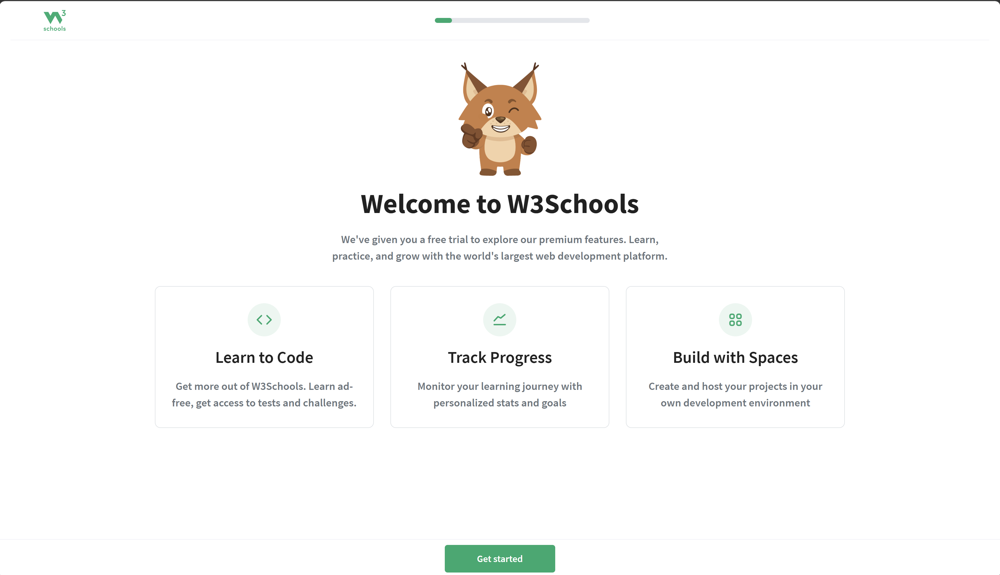 W3
schools
Welcome to W3Schools
We've given you a free trial to explore our premium features. Learn,
practice, and grow with the world's largest web development platform.
Learn to Code
Get more out of W3Schools. Learn ad-
free, get access to tests and challenges.
Track Progress
Monitor your learning journey with
personalized stats and goals
Build with Spaces
Create and host your projects in your
own development environment
Get started